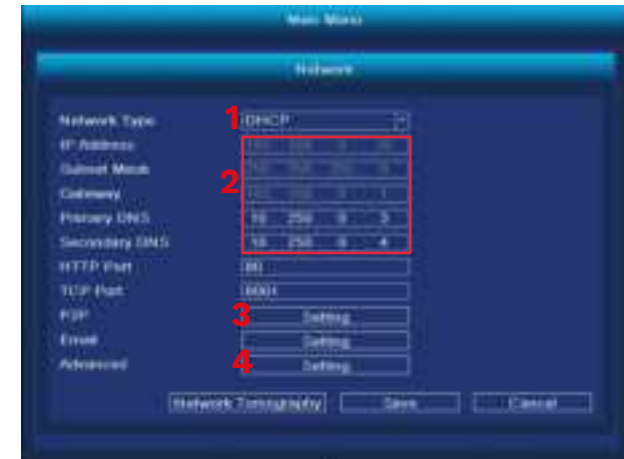 Main Menu
Network
Network Type 1 DHCP
IP Address
Subnet Mask
2
Gateway 1
Primary DNS 10 250 0 3
Secondary DNS 10 250 0 4
HTTP Port 80
TCP Port
P2P 3 Setting
Email Setting
Advanced 4 Setting
Network Tomography Save Cancel